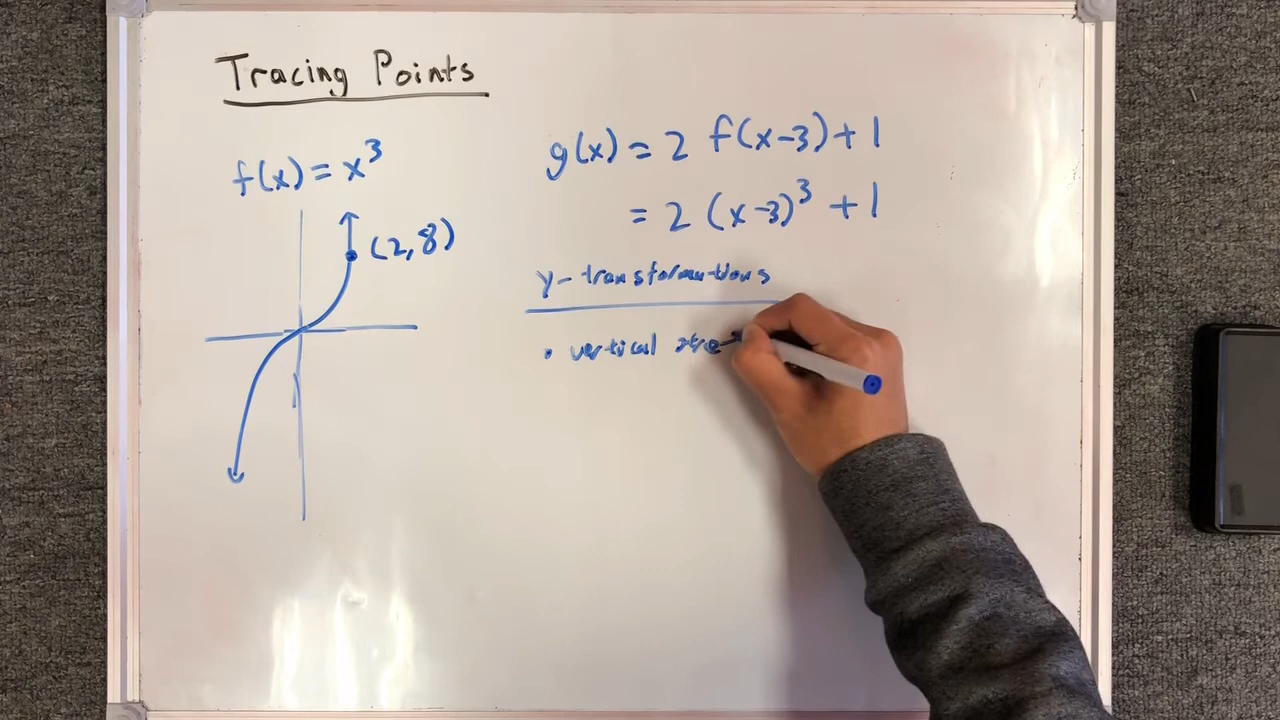 Tracing Points
f(x) = x³
(2,8)
g(x) = 2 f(x-3)+1
= 2 (x-3)³ +1
y-transformations
• vertical